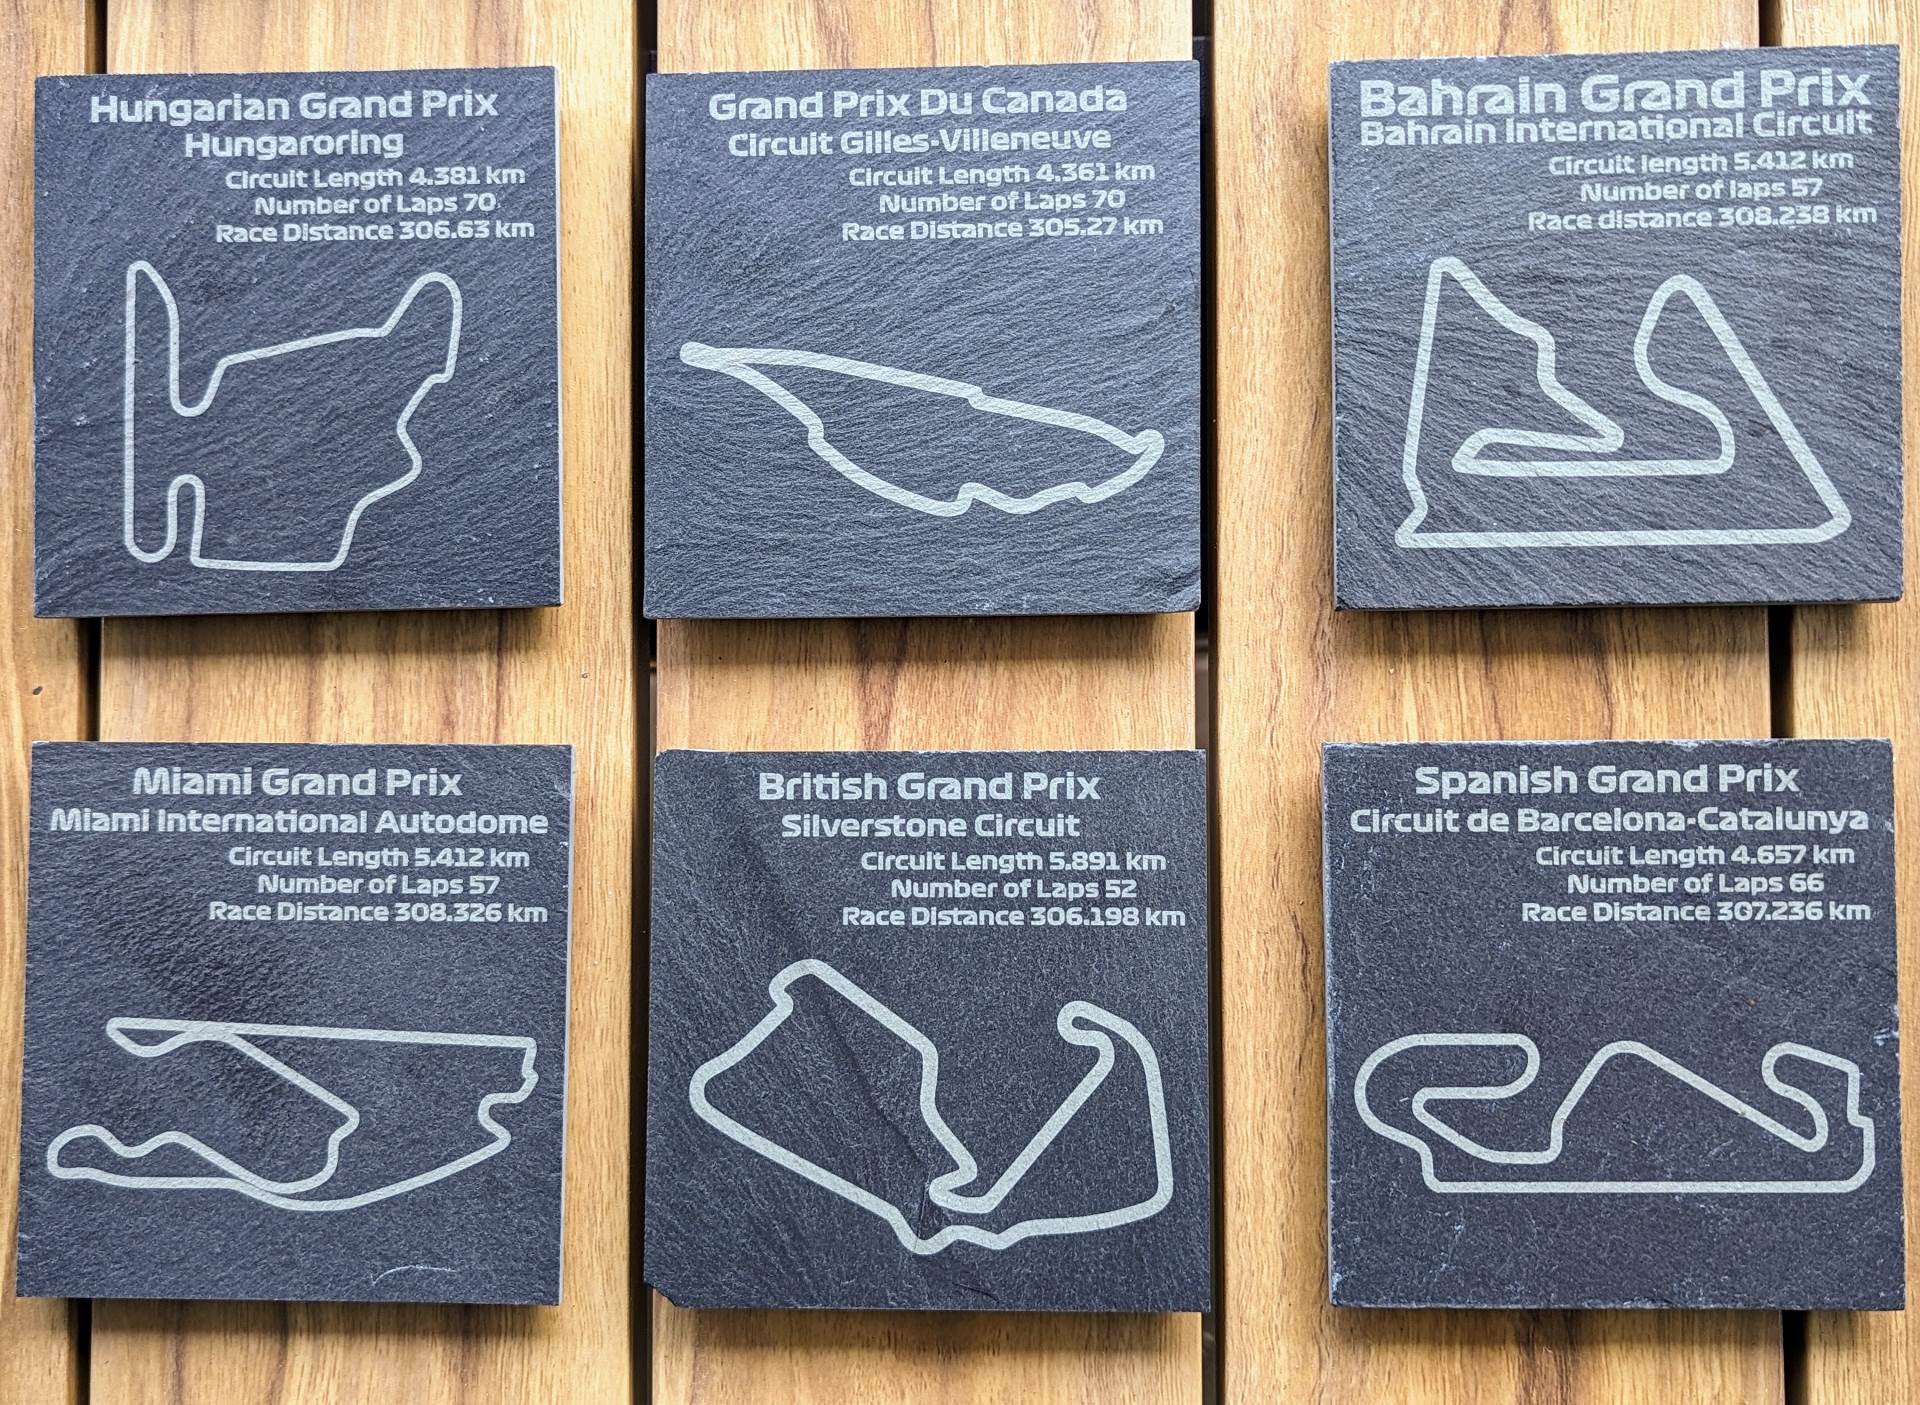 Hungarian Grand Prix
Hungaroring
Circuit Length 4.381 km
Number of Laps 70
Race Distance 306.63 km
Grand Prix Du Canada
Circuit Gilles-Villeneuve
Circuit Length 4.361 km
Number of Laps 70
Race Distance 305.27 km
Bahrain Grand Prix
Bahrain International Circuit
Circuit length 5.412 km
Number of laps 57
Race distance 308.238 km
Miami Grand Prix
Miami International Autodome
Circuit Length 5.412 km
Number of Laps 57
Race Distance 308.326 km
British Grand Prix
Silverstone Circuit
Circuit Length 5.891 km
Number of Laps 52
Race Distance 306.198 km
Spanish Grand Prix
Circuit de Barcelona-Catalunya
Circuit Length 4.657 km
Number of Laps 66
Race Distance 307.236 km